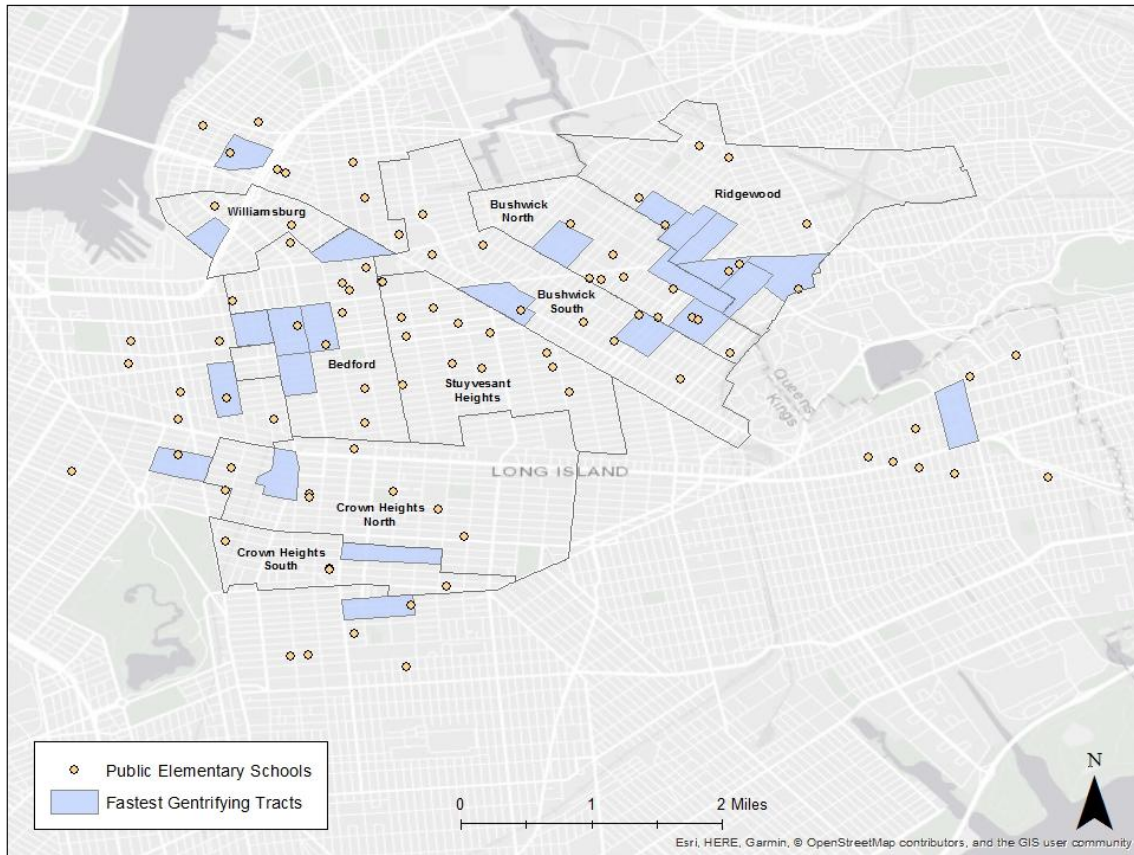 Ridgewood
Bushwick
North
Williamsburg
Bushwick
South
Bedford
Stuyvesant
Heights
Queens
Kings
LONG ISLAND
Crown Heights
North
Crown Heights
South
Public Elementary Schools
Fastest Gentrifying Tracts
N
0 1 2 Miles
Esri, HERE, Garmin, © OpenStreetMap contributors, and the GIS user community